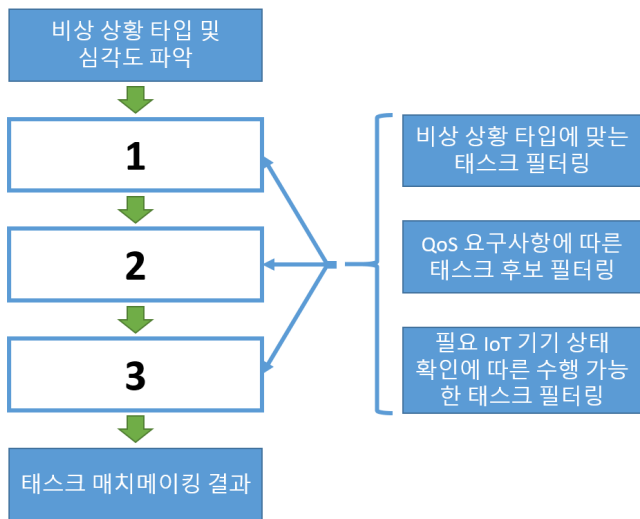 비상 상황 타입 및
심각도 파악
1
2
3
태스크 매치메이킹 결과
비상 상황 타입에 맞는
태스크 필터링
QoS 요구사항에 따른
태스크 후보 필터링
필요 IoT 기기 상태
확인에 따른 수행 가능
한 태스크 필터링